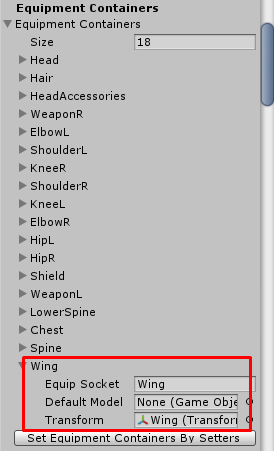 Equipment Containers
Equipment Containers
Size 18
Head
Hair
HeadAccessories
WeaponR
ElbowL
ShoulderL
KneeR
ShoulderR
KneeL
ElbowR
HipL
HipR
Shield
WeaponL
LowerSpine
Chest
Spine
Wing
Equip Socket Wing
Default Model None (Game Obje
Transform Wing (Transforr
Set Equipment Containers By Setters